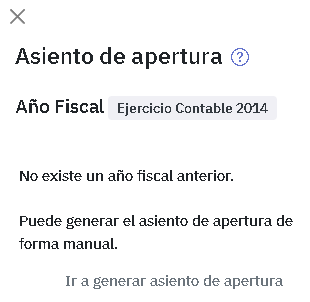 Asiento de apertura
Año Fiscal Ejercicio Contable 2014
No existe un año fiscal anterior.
Puede generar el asiento de apertura de
forma manual.
Ir a generar asiento de apertura